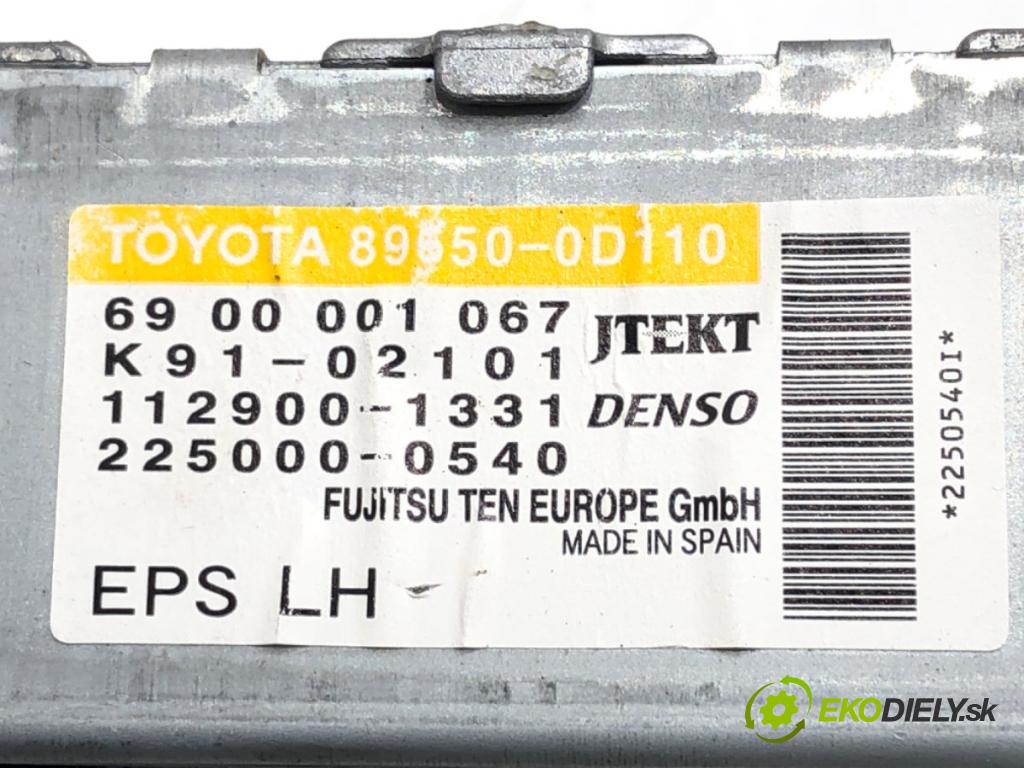 TOYOTA 89650-0D110
69 00 001 067
K91-02101 JTEKT
112900-1331 DENSO
225000-0540
FUJITSU TEN EUROPE GmbH
MADE IN SPAIN
EPS LH
*2250540I*
EKODIELY.sk